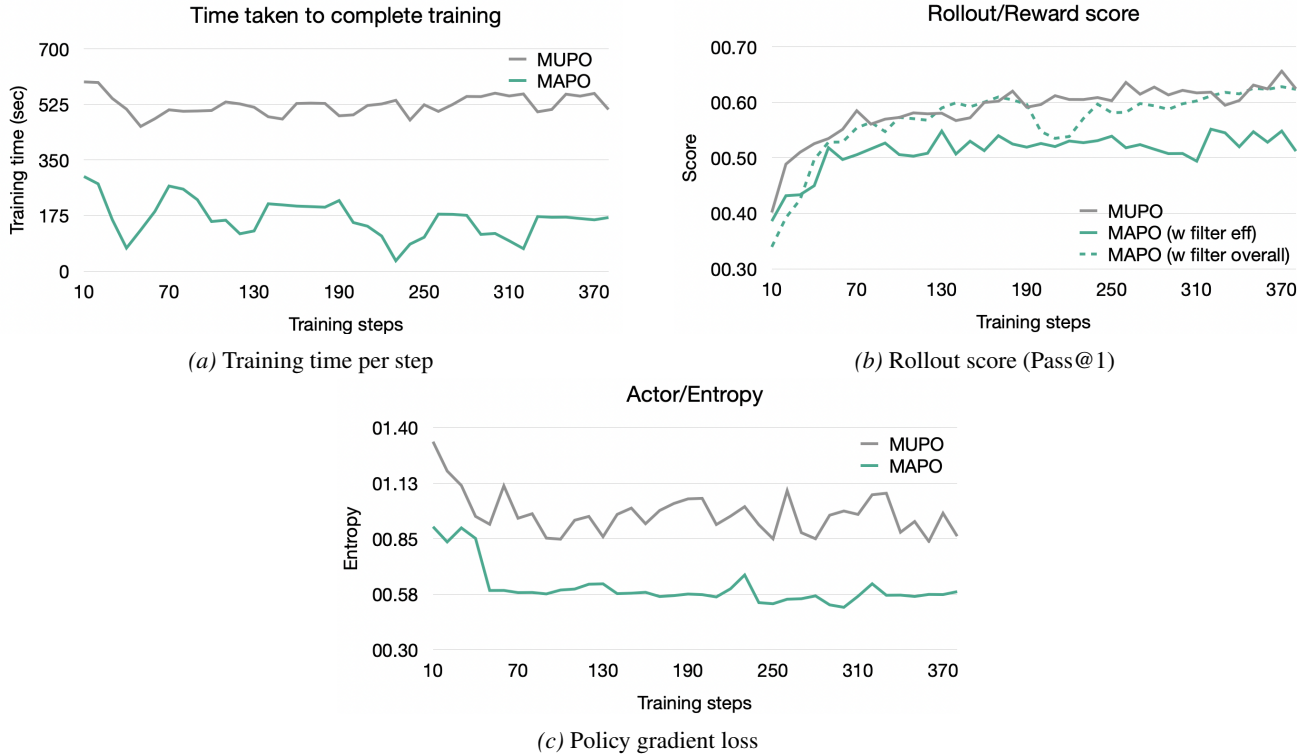 Time taken to complete training
700
525
350
175
0
Training time (sec)
MUPO
MAPO
10 70 130 190 250 310 370
Training steps
(a) Training time per step
Rollout/Reward score
00.70
00.60
00.50
00.40
00.30
Score
MUPO
MAPO (w filter eff)
MAPO (w filter overall)
10 70 130 190 250 310 370
Training steps
(b) Rollout score (Pass@1)
Actor/Entropy
01.40
01.13
00.85
00.58
00.30
Entropy
MUPO
MAPO
10 70 130 190 250 310 370
Training steps
(c) Policy gradient loss